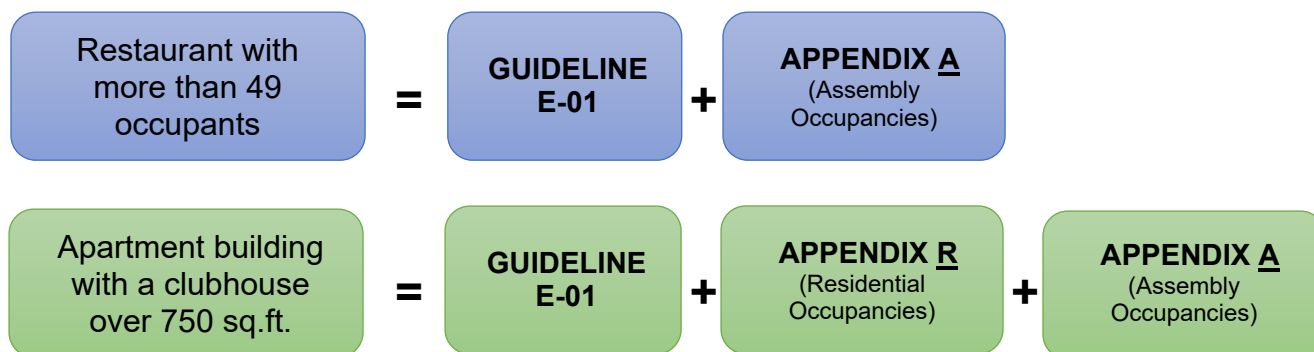 Restaurant with
more than 49
occupants
=
GUIDELINE
E-01
+
APPENDIX A
(Assembly
Occupancies)
Apartment building
with a clubhouse
over 750 sq.ft.
=
GUIDELINE
E-01
+
APPENDIX R
(Residential
Occupancies)
+
APPENDIX A
(Assembly
Occupancies)